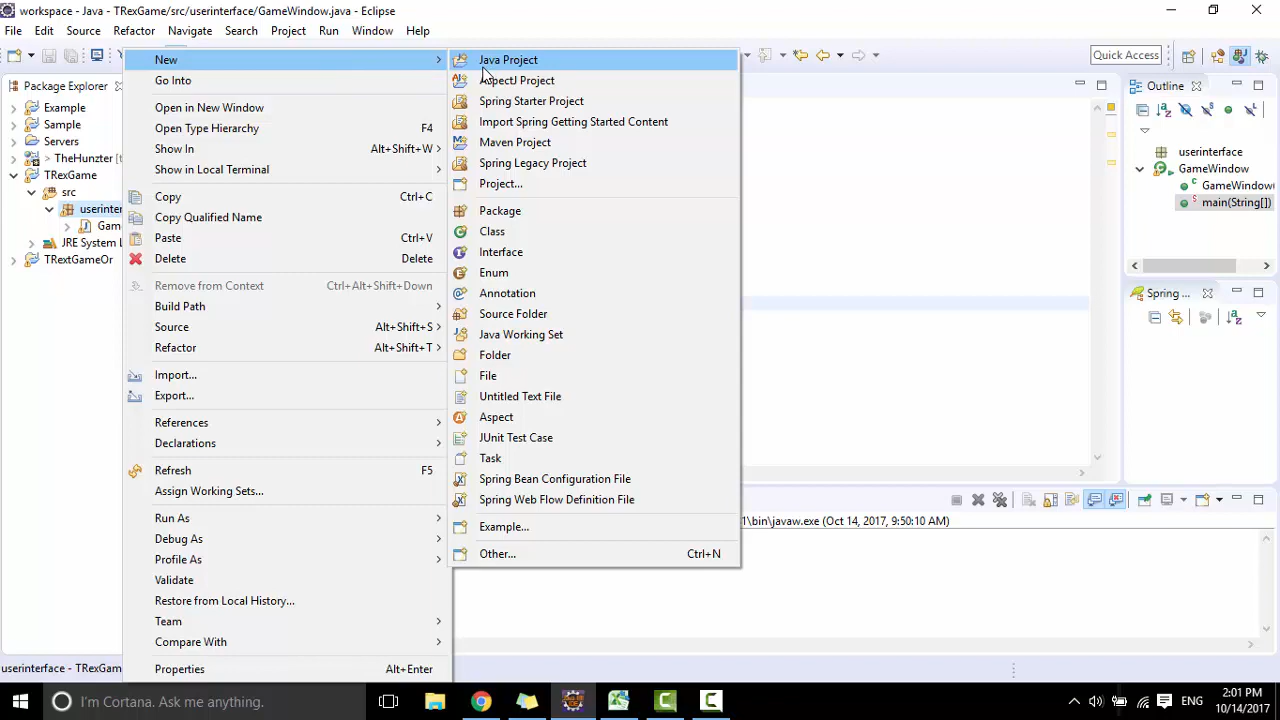 workspace - Java - TRexGame/src/userinterface/GameWindow.java - Eclipse
File Edit Source Refactor Navigate Search Project Run Window Help
Quick Access
Package Explorer
Example
Sample
Servers
> TheHunzter [t
TRexGame
src
userinter
Gam
JRE System L
TRextGameOr
New
Go Into
Open in New Window
Open Type Hierarchy F4
Show In Alt+Shift+W
Show in Local Terminal
Copy Ctrl+C
Copy Qualified Name
Paste Ctrl+V
Delete Delete
Remove from Context Ctrl+Alt+Shift+Down
Build Path
Source Alt+Shift+S
Refactor Alt+Shift+T
Import...
Export...
References
Declarations
Refresh F5
Assign Working Sets...
Run As
Debug As
Profile As
Validate
Restore from Local History...
Team
Compare With
Properties Alt+Enter
Java Project
AspectJ Project
Spring Starter Project
Import Spring Getting Started Content
Maven Project
Spring Legacy Project
Project...
Package
Class
Interface
Enum
Annotation
Source Folder
Java Working Set
Folder
File
Untitled Text File
Aspect
JUnit Test Case
Task
Spring Bean Configuration File
Spring Web Flow Definition File
Example...
Other... Ctrl+N
Outline
userinterface
GameWindow
GameWindow(
main(String[])
Spring ...
1\bin\javaw.exe (Oct 14, 2017, 9:50:10 AM)
userinterface - TRexGam
I'm Cortana. Ask me anything.
ENG
2:01 PM
10/14/2017